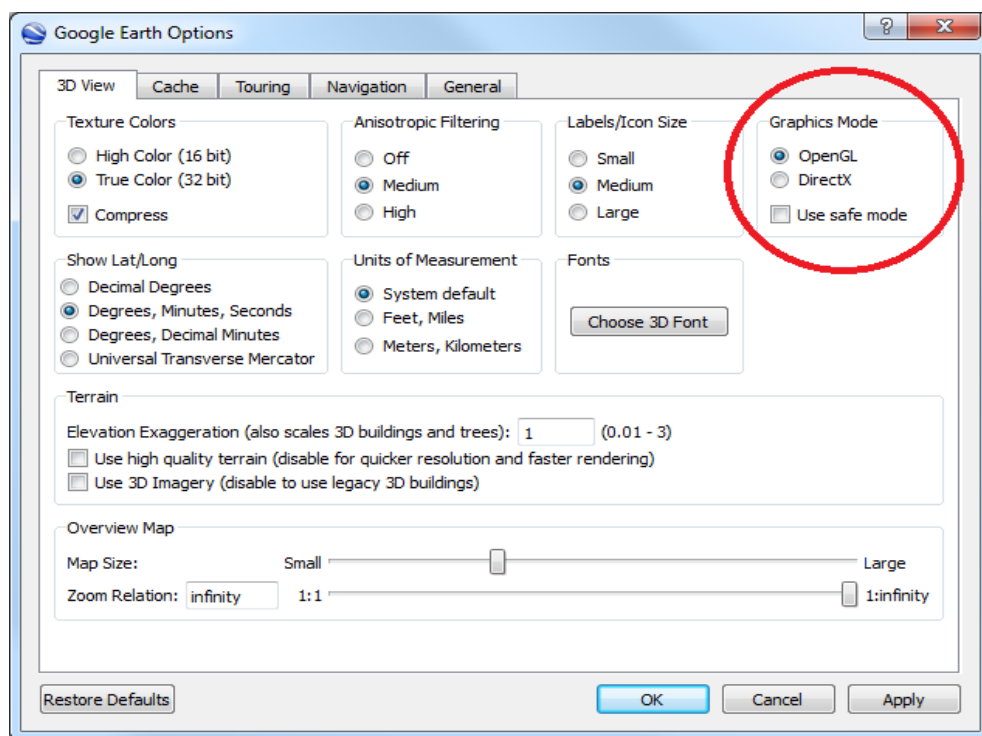 Google Earth Options
3D View Cache Touring Navigation General
Texture Colors
High Color (16 bit)
True Color (32 bit)
Compress
Anisotropic Filtering
Off
Medium
High
Labels/Icon Size
Small
Medium
Large
Graphics Mode
OpenGL
DirectX
Use safe mode
Show Lat/Long
Decimal Degrees
Degrees, Minutes, Seconds
Degrees, Decimal Minutes
Universal Transverse Mercator
Units of Measurement
System default
Feet, Miles
Meters, Kilometers
Fonts
Choose 3D Font
Terrain
Elevation Exaggeration (also scales 3D buildings and trees): 1 (0.01 - 3)
Use high quality terrain (disable for quicker resolution and faster rendering)
Use 3D Imagery (disable to use legacy 3D buildings)
Overview Map
Map Size: Small Large
Zoom Relation: infinity 1:1 1:infinity
Restore Defaults OK Cancel Apply